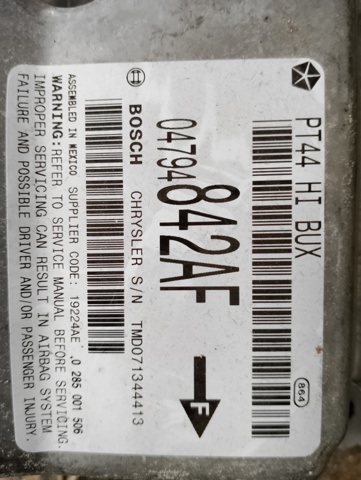 PT44 HI BUX
864
04794842AF
F
BOSCH CHRYSLER S/N TMD071344413
ASSEMBLED IN MEXICO SUPPLIER CODE: 19224AE , 0 285 001 506
WARNING:REFER TO SERVICE MANUAL BEFORE SERVICING.
IMPROPER SERVICING CAN RESULT IN AIRBAG SYSTEM
FAILURE AND POSSIBLE DRIVER AND/OR PASSENGER INJURY.